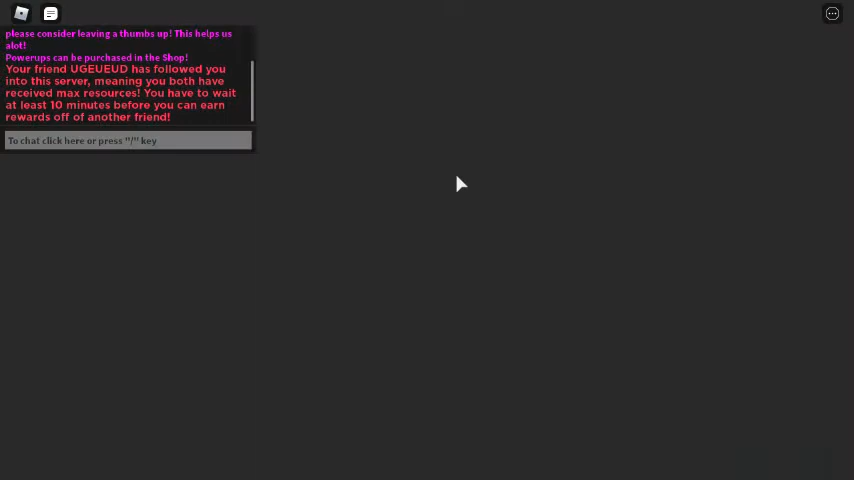 please consider leaving a thumbs up! This helps us
alot!
Powerups can be purchased in the Shop!
Your friend UGEUEUD has followed you
into this server, meaning you both have
received max resources! You have to wait
at least 10 minutes before you can earn
rewards off of another friend!
To chat click here or press "/" key